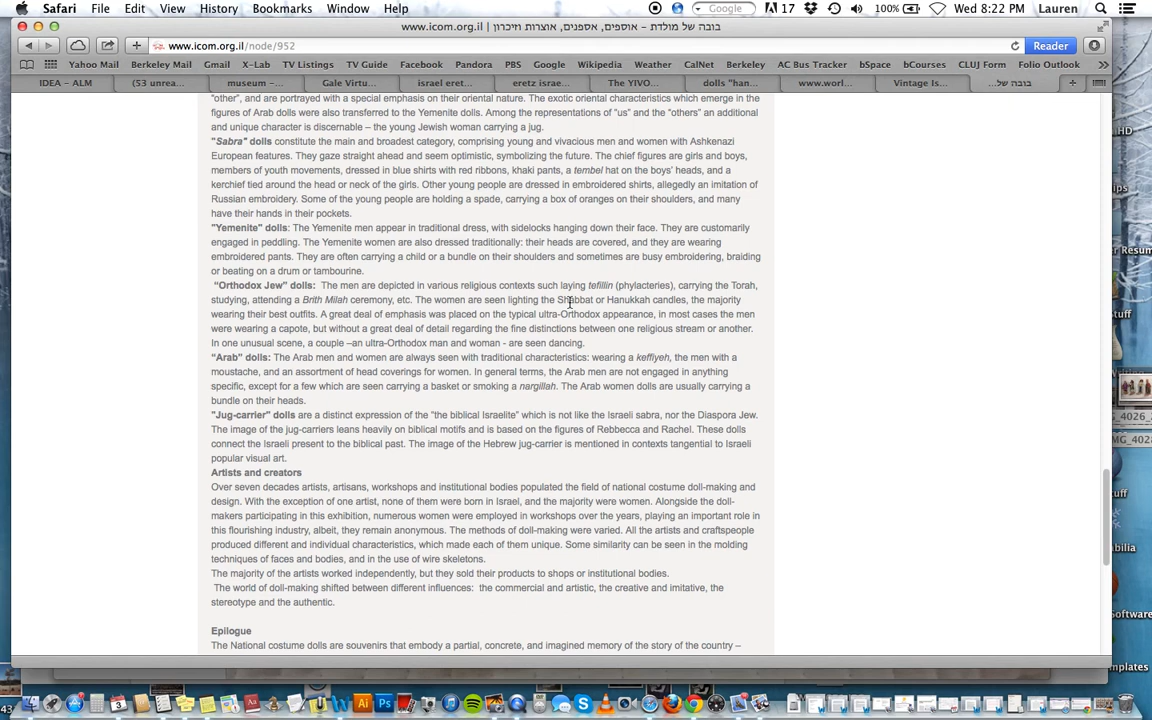 Safari File Edit View History Bookmarks Window Help Google 17 100% Wed 8:22 PM Lauren
בובה של מולדת - אוספים, אספנים, אוצרות וזיכרון | www.icom.org.il
www.icom.org.il/node/952 Reader
Yahoo Mail Berkeley Mail Gmail X-Lab TV Listings TV Guide Facebook Pandora PBS Google Wikipedia Weather CalNet Berkeley AC Bus Tracker bSpace bCourses CLUJ Form Folio Outlook
IDEA – ALM (53 unrea... museum –... Gale Virtu... israel eret... eretz israe... The YIVO... dolls "han... www.worl... Vintage Is... בובה של...
"other", and are portrayed with a special emphasis on their oriental nature. The exotic oriental characteristics which emerge in the
figures of Arab dolls were also transferred to the Yemenite dolls. Among the representations of "us" and the "others" an additional
and unique character is discernable – the young Jewish woman carrying a jug.
"Sabra" dolls constitute the main and broadest category, comprising young and vivacious men and women with Ashkenazi
European features. They gaze straight ahead and seem optimistic, symbolizing the future. The chief figures are girls and boys,
members of youth movements, dressed in blue shirts with red ribbons, khaki pants, a tembel hat on the boys' heads, and a
kerchief tied around the head or neck of the girls. Other young people are dressed in embroidered shirts, allegedly an imitation of
Russian embroidery. Some of the young people are holding a spade, carrying a box of oranges on their shoulders, and many
have their hands in their pockets.
"Yemenite" dolls: The Yemenite men appear in traditional dress, with sidelocks hanging down their face. They are customarily
engaged in peddling. The Yemenite women are also dressed traditionally: their heads are covered, and they are wearing
embroidered pants. They are often carrying a child or a bundle on their shoulders and sometimes are busy embroidering, braiding
or beating on a drum or tambourine.
"Orthodox Jew" dolls: The men are depicted in various religious contexts such laying tefillin (phylacteries), carrying the Torah,
studying, attending a Brith Milah ceremony, etc. The women are seen lighting the Shabbat or Hanukkah candles, the majority
wearing their best outfits. A great deal of emphasis was placed on the typical ultra-Orthodox appearance, in most cases the men
were wearing a capote, but without a great deal of detail regarding the fine distinctions between one religious stream or another.
In one unusual scene, a couple –an ultra-Orthodox man and woman - are seen dancing.
"Arab" dolls: The Arab men and women are always seen with traditional characteristics: wearing a keffiyeh, the men with a
moustache, and an assortment of head coverings for women. In general terms, the Arab men are not engaged in anything
specific, except for a few which are seen carrying a basket or smoking a nargillah. The Arab women dolls are usually carrying a
bundle on their heads.
"Jug-carrier" dolls are a distinct expression of the "the biblical Israelite" which is not like the Israeli sabra, nor the Diaspora Jew.
The image of the jug-carriers leans heavily on biblical motifs and is based on the figures of Rebbecca and Rachel. These dolls
connect the Israeli present to the biblical past. The image of the Hebrew jug-carrier is mentioned in contexts tangential to Israeli
popular visual art.
Artists and creators
Over seven decades artists, artisans, workshops and institutional bodies populated the field of national costume doll-making and
design. With the exception of one artist, none of them were born in Israel, and the majority were women. Alongside the doll-
makers participating in this exhibition, numerous women were employed in workshops over the years, playing an important role in
this flourishing industry, albeit, they remain anonymous. The methods of doll-making were varied. All the artists and craftspeople
produced different and individual characteristics, which made each of them unique. Some similarity can be seen in the molding
techniques of faces and bodies, and in the use of wire skeletons.
The majority of the artists worked independently, but they sold their products to shops or institutional bodies.
The world of doll-making shifted between different influences: the commercial and artistic, the creative and imitative, the
stereotype and the authentic.
Epilogue
The National costume dolls are souvenirs that embody a partial, concrete, and imagined memory of the story of the country –